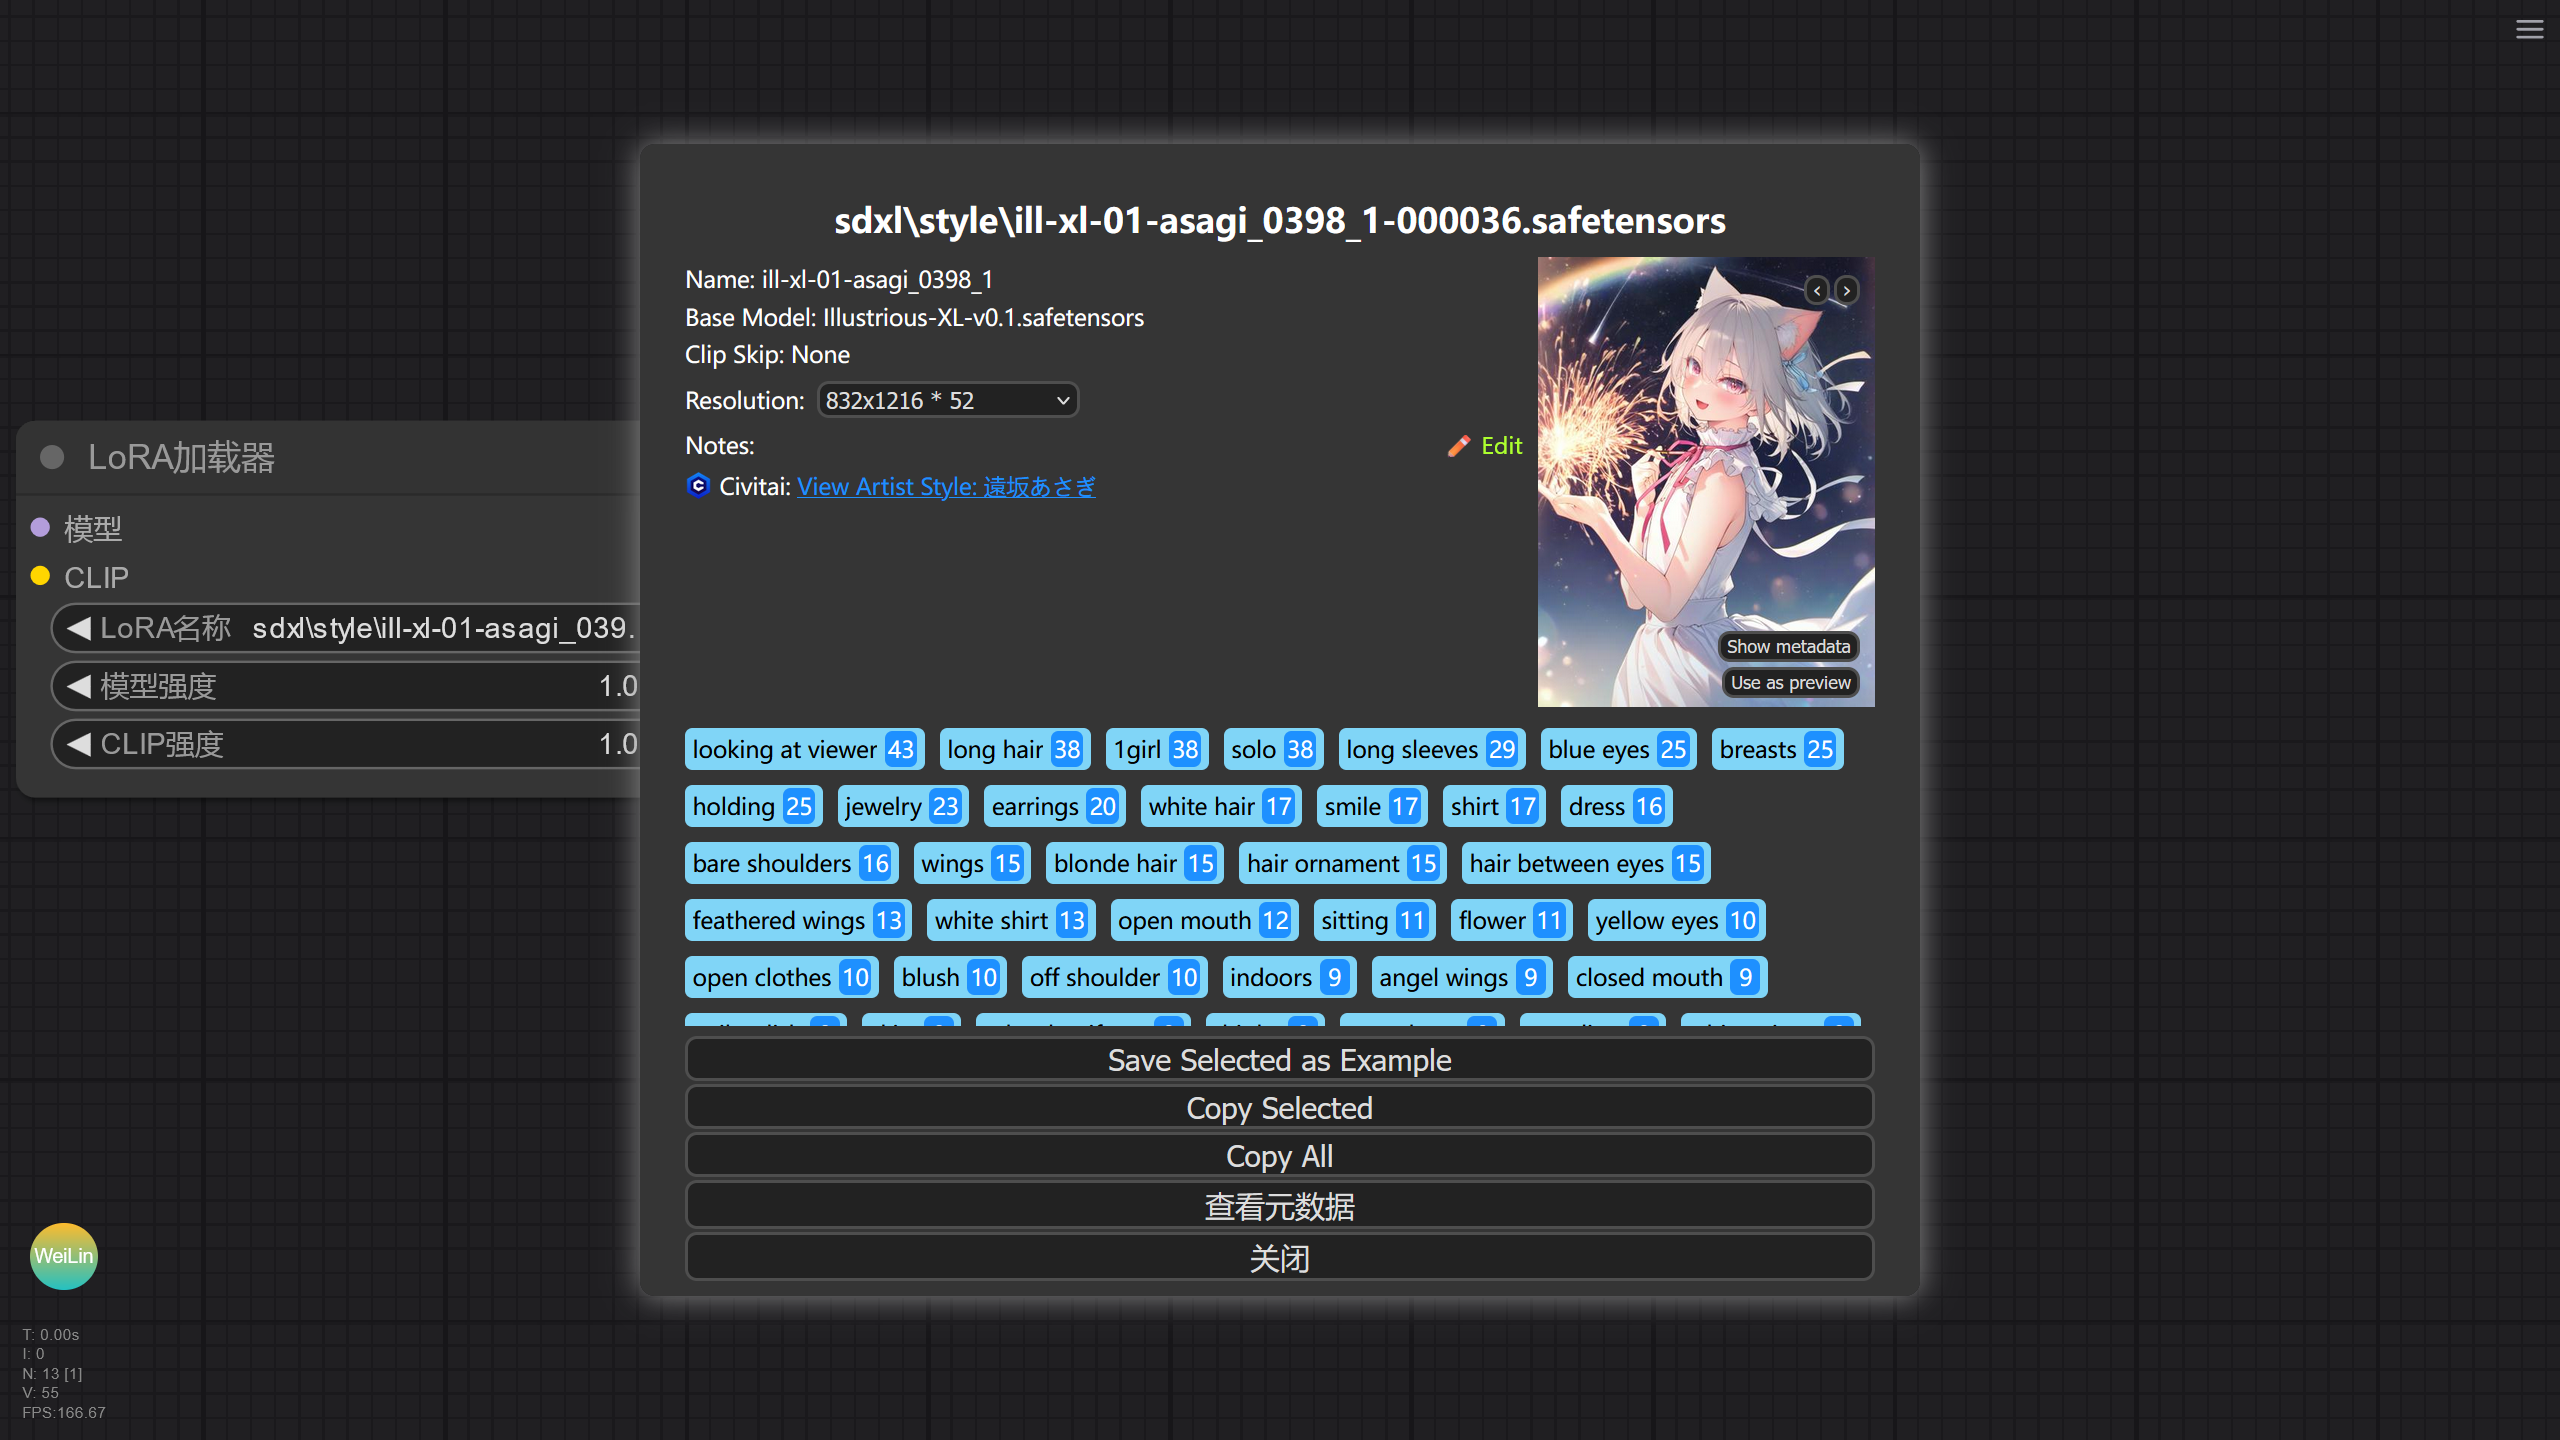 sdxl\style\ill-xl-01-asagi_0398_1-000036.safetensors
Name: ill-xl-01-asagi_0398_1
Base Model: Illustrious-XL-v0.1.safetensors
Clip Skip: None
Resolution: 832x1216 * 52
Notes: Edit
Civitai: View Artist Style: 遠坂あさぎ
Show metadata
Use as preview
LoRA加载器
模型
CLIP
LoRA名称 sdxl\style\ill-xl-01-asagi_039.
模型强度 1.0
CLIP强度 1.0
looking at viewer 43 long hair 38 1girl 38 solo 38 long sleeves 29 blue eyes 25 breasts 25
holding 25 jewelry 23 earrings 20 white hair 17 smile 17 shirt 17 dress 16
bare shoulders 16 wings 15 blonde hair 15 hair ornament 15 hair between eyes 15
feathered wings 13 white shirt 13 open mouth 12 sitting 11 flower 11 yellow eyes 10
open clothes 10 blush 10 off shoulder 10 indoors 9 angel wings 9 closed mouth 9
Save Selected as Example
Copy Selected
Copy All
查看元数据
关闭
WeiLin
T: 0.00s
I: 0
N: 13 [1]
V: 55
FPS:166.67